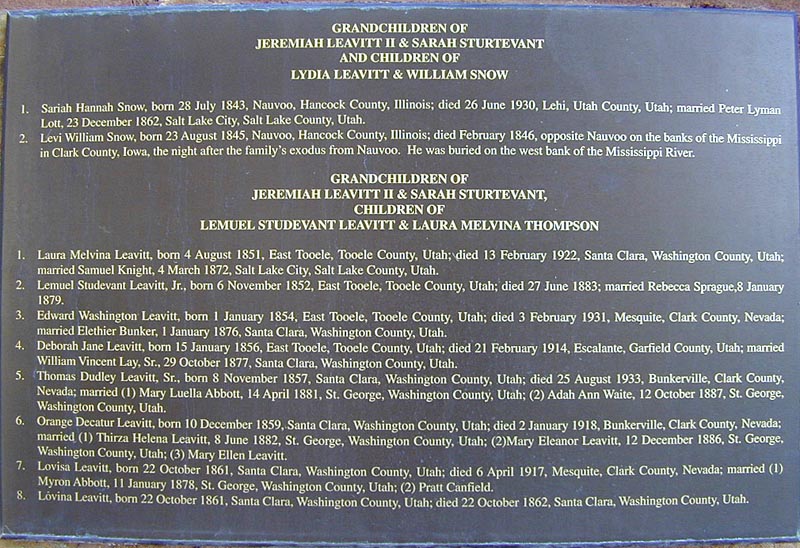 GRANDCHILDREN OF
JEREMIAH LEAVITT II & SARAH STURTEVANT
AND CHILDREN OF
LYDIA LEAVITT & WILLIAM SNOW
1. Sariah Hannah Snow, born 28 July 1843, Nauvoo, Hancock County, Illinois; died 26 June 1930, Lehi, Utah County, Utah; married Peter Lyman
Lott, 23 December 1862, Salt Lake City, Salt Lake County, Utah.
2. Levi William Snow, born 23 August 1845, Nauvoo, Hancock County, Illinois; died February 1846, opposite Nauvoo on the banks of the Mississippi
in Clark County, Iowa, the night after the family's exodus from Nauvoo. He was buried on the west bank of the Mississippi River.
GRANDCHILDREN OF
JEREMIAH LEAVITT II & SARAH STURTEVANT,
CHILDREN OF
LEMUEL STUDEVANT LEAVITT & LAURA MELVINA THOMPSON
1. Laura Melvina Leavitt, born 4 August 1851, East Tooele, Tooele County, Utah; died 13 February 1922, Santa Clara, Washington County, Utah;
married Samuel Knight, 4 March 1872, Salt Lake City, Salt Lake County, Utah.
2. Lemuel Studevant Leavitt, Jr., born 6 November 1852, East Tooele, Tooele County, Utah; died 27 June 1883; married Rebecca Sprague,8 January
1879.
3. Edward Washington Leavitt, born 1 January 1854, East Tooele, Tooele County, Utah; died 3 February 1931, Mesquite, Clark County, Nevada;
married Elethier Bunker, 1 January 1876, Santa Clara, Washington County, Utah.
4. Deborah Jane Leavitt, born 15 January 1856, East Tooele, Tooele County, Utah; died 21 February 1914, Escalante, Garfield County, Utah; married
William Vincent Lay, Sr., 29 October 1877, Santa Clara, Washington County, Utah.
5. Thomas Dudley Leavitt, Sr., born 8 November 1857, Santa Clara, Washington County, Utah; died 25 August 1933, Bunkerville, Clark County,
Nevada; married (1) Mary Luella Abbott, 14 April 1881, St. George, Washington County, Utah; (2) Adah Ann Waite, 12 October 1887, St. George,
Washington County, Utah.
6. Orange Decatur Leavitt, born 10 December 1859, Santa Clara, Washington County, Utah; died 2 January 1918, Bunkerville, Clark County, Nevada;
married (1) Thirza Helena Leavitt, 8 June 1882, St. George, Washington County, Utah; (2)Mary Eleanor Leavitt, 12 December 1886, St. George,
Washington County, Utah; (3) Mary Ellen Leavitt.
7. Lovisa Leavitt, born 22 October 1861, Santa Clara, Washington County, Utah; died 6 April 1917, Mesquite, Clark County, Nevada; married (1)
Myron Abbott, 11 January 1878, St. George, Washington County, Utah; (2) Pratt Canfield.
8. Lovina Leavitt, born 22 October 1861, Santa Clara, Washington County, Utah; died 22 October 1862, Santa Clara, Washington County, Utah.